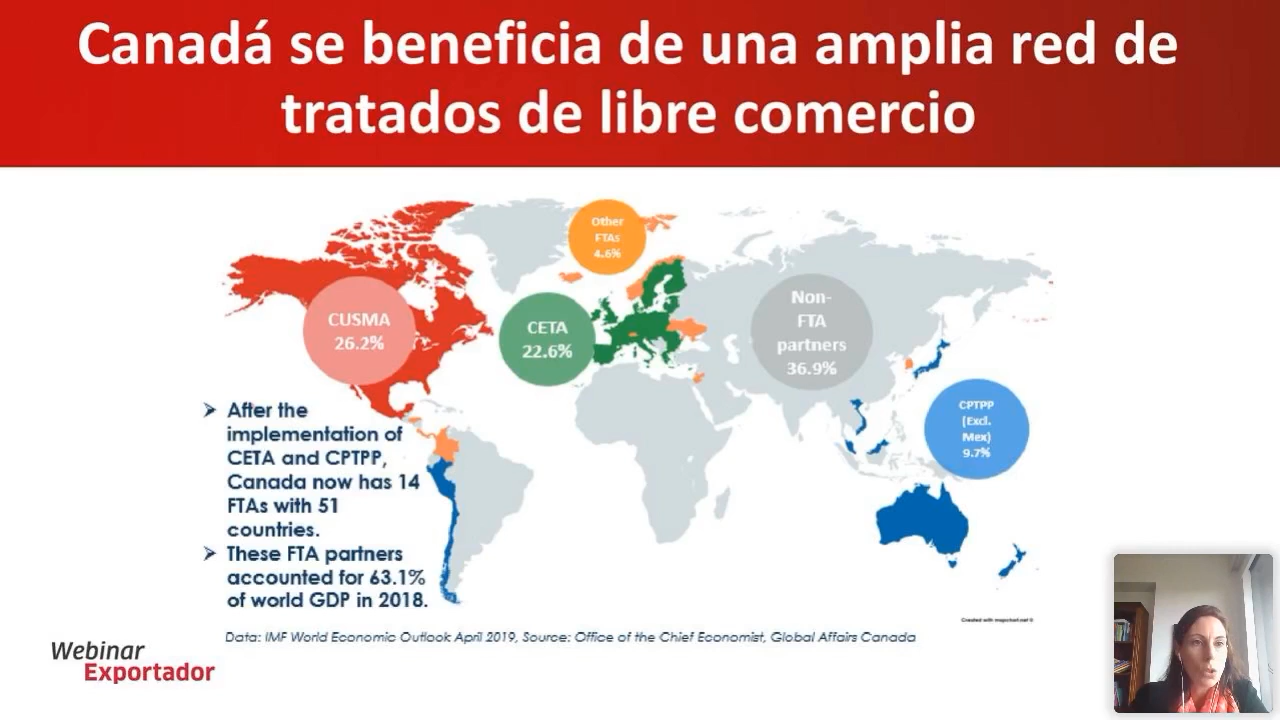 Canadá se beneficia de una amplia red de
tratados de libre comercio
Other
FTAs
4.6%
CUSMA
26.2%
CETA
22.6%
Non-
FTA
partners
36.9%
CPTPP
(Excl.
Mex)
9.7%
➢ After the
implementation of
CETA and CPTPP,
Canada now has 14
FTAs with 51
countries.
➢ These FTA partners
accounted for 63.1%
of world GDP in 2018.
Created with mapchart.net ©
Data: IMF World Economic Outlook April 2019, Source: Office of the Chief Economist, Global Affairs Canada
Webinar
Exportador